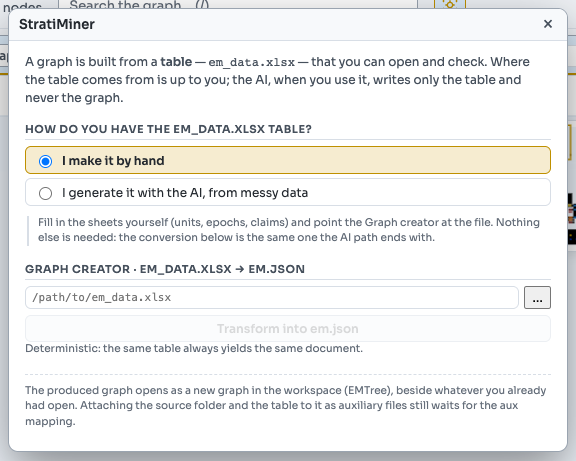 nodes
Search the graph (/)
StratiMiner
×
A graph is built from a table — em_data.xlsx — that you can open and check. Where
the table comes from is up to you; the AI, when you use it, writes only the table and
never the graph.
HOW DO YOU HAVE THE EM_DATA.XLSX TABLE?
I make it by hand
I generate it with the AI, from messy data
Fill in the sheets yourself (units, epochs, claims) and point the Graph creator at the file. Nothing
else is needed: the conversion below is the same one the AI path ends with.
GRAPH CREATOR · EM_DATA.XLSX → EM.JSON
/path/to/em_data.xlsx
...
Transform into em.json
Deterministic: the same table always yields the same document.
The produced graph opens as a new graph in the workspace (EMTree), beside whatever you already
had open. Attaching the source folder and the table to it as auxiliary files still waits for the aux
mapping.